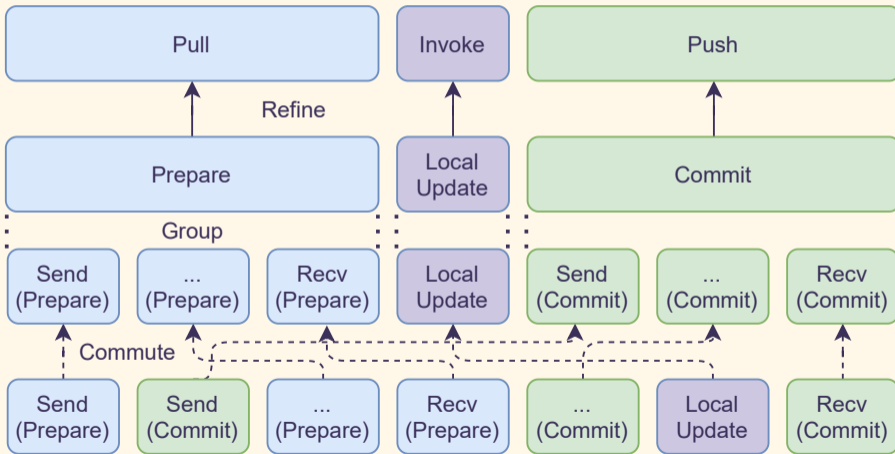 Pull
Invoke
Push
Refine
Prepare
Local
Update
Commit
Group
Send
(Prepare)
...
(Prepare)
Recv
(Prepare)
Local
Update
Send
(Commit)
...
(Commit)
Recv
(Commit)
Commute
Send
(Prepare)
Send
(Commit)
...
(Prepare)
Recv
(Prepare)
...
(Commit)
Local
Update
Recv
(Commit)